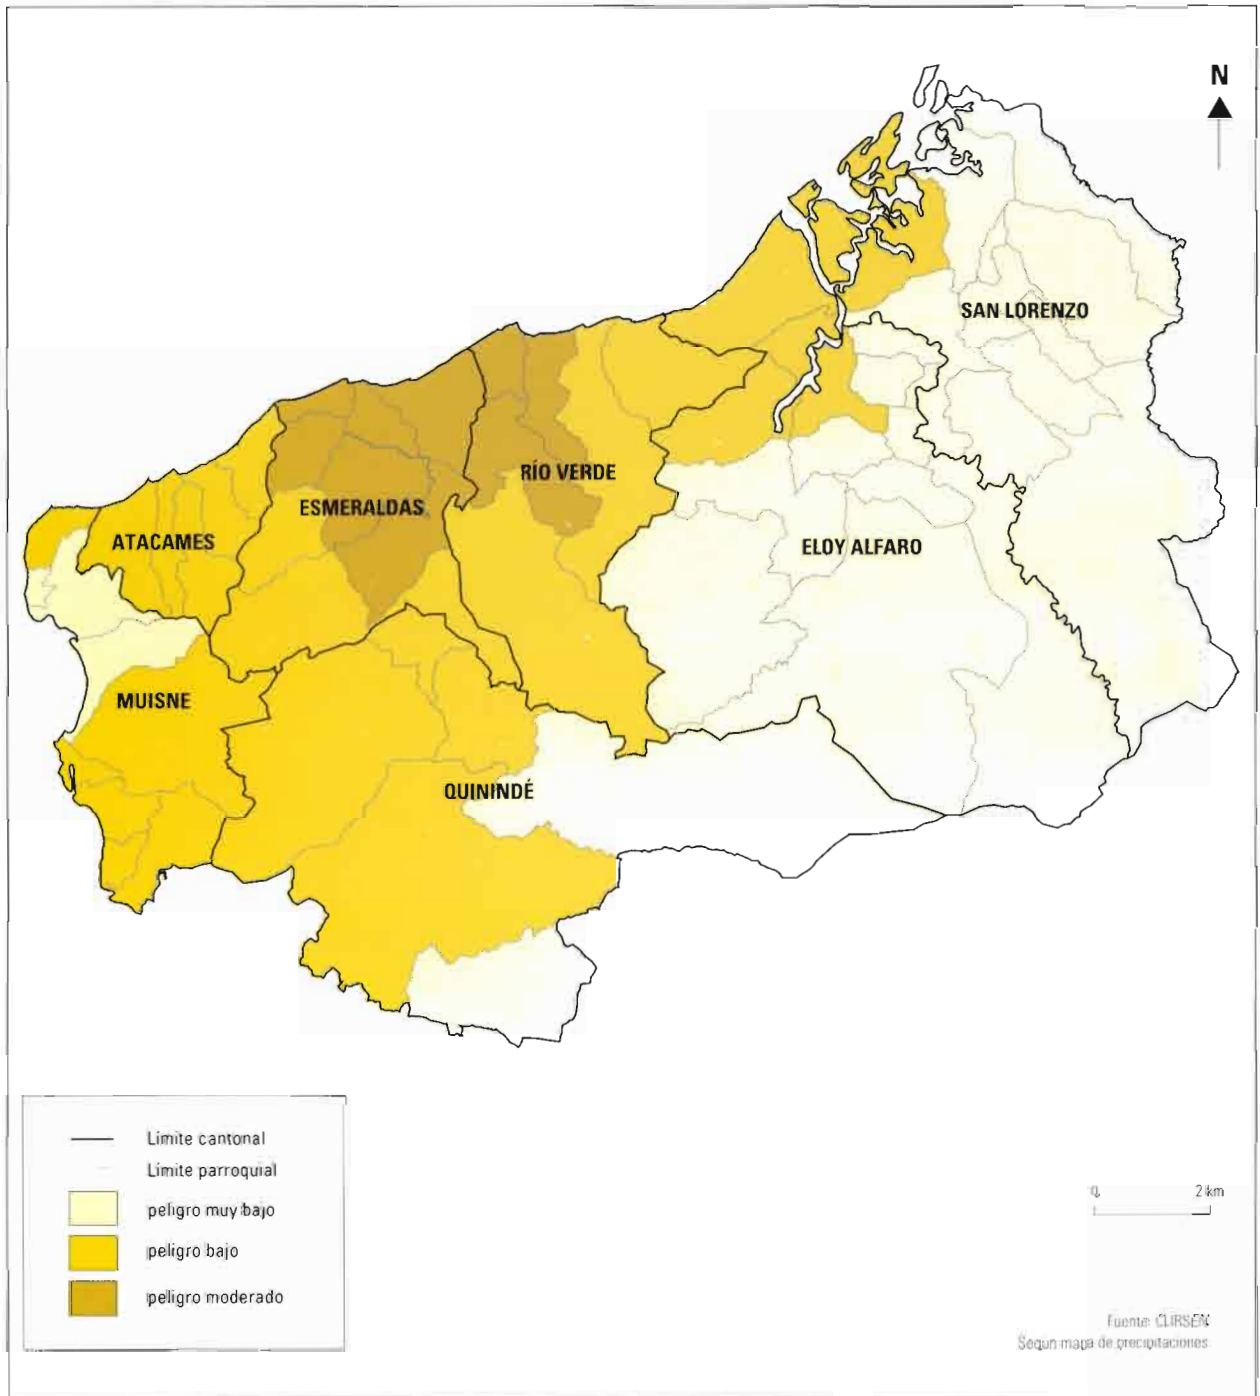 N
SAN LORENZO
RÍO VERDE
ESMERALDAS
ATACAMES
ELOY ALFARO
MUISNE
QUININDÉ
Límite cantonal
Límite parroquial
peligro muy bajo
peligro bajo
peligro moderado
0 2 km
Fuente: CLIRSEN
Segun mapa de precipitaciones